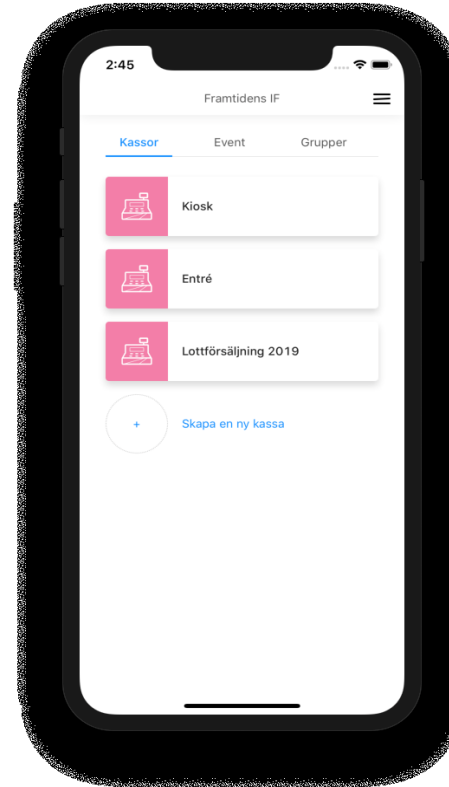 2:45
Framtidens IF
Kassor Event Grupper
Kiosk
Entré
Lottförsäljning 2019
+ Skapa en ny kassa